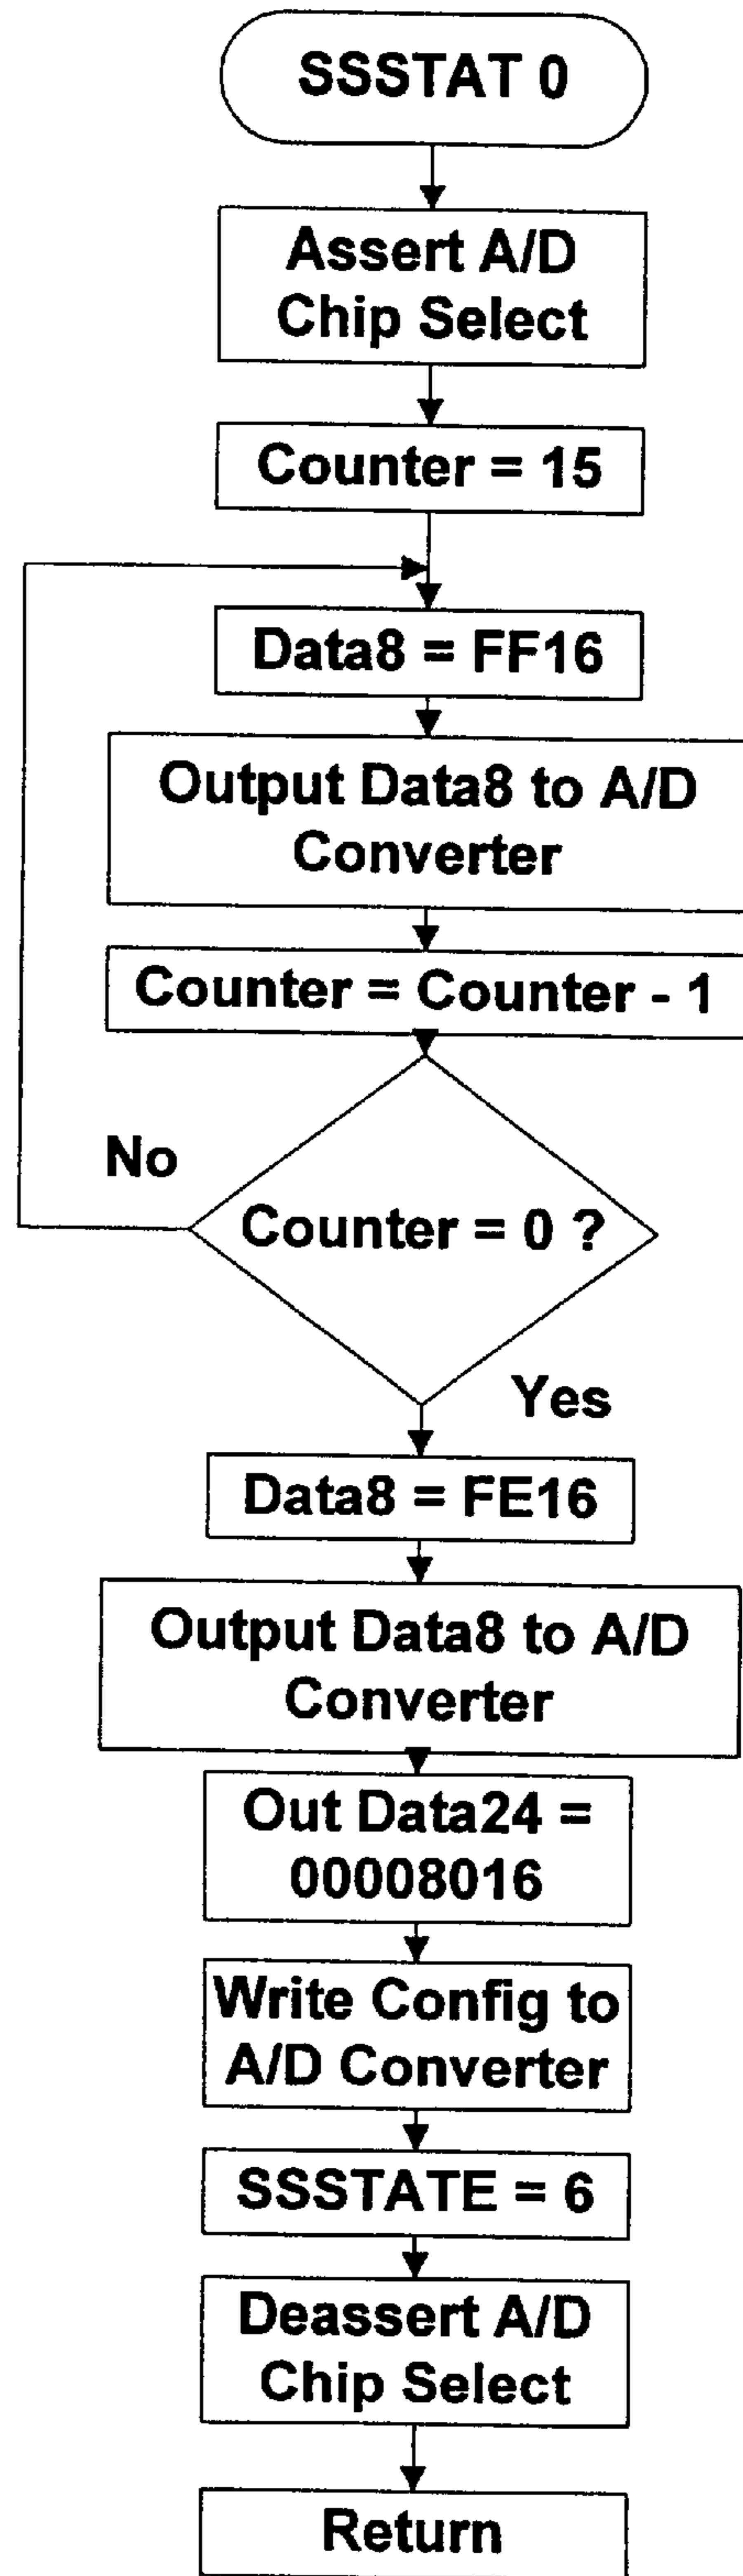 SSSTAT 0
Assert A/D
Chip Select
Counter = 15
Data8 = FF16
Output Data8 to A/D
Converter
Counter = Counter - 1
No
Counter = 0 ?
Yes
Data8 = FE16
Output Data8 to A/D
Converter
Out Data24 =
00008016
Write Config to
A/D Converter
SSSTATE = 6
Deassert A/D
Chip Select
Return